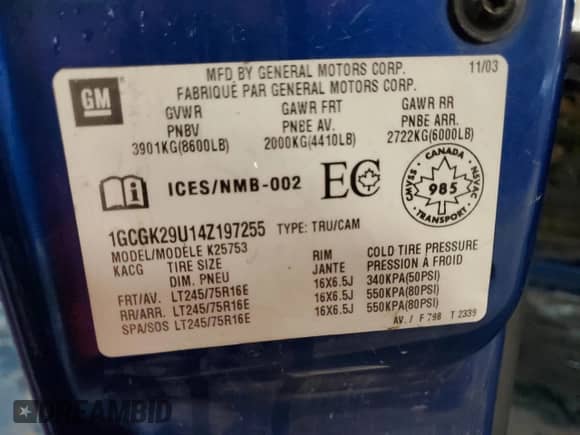 GM
MFD BY GENERAL MOTORS CORP. 11/03
FABRIQUÉ PAR GENERAL MOTORS CORP.
GVWR GAWR FRT GAWR RR
PNBV PNBE AV. PNBE ARR.
3901KG(8600LB) 2000KG(4410LB) 2722KG(6000LB)
ICES/NMB-002 EC
CANADA
CMVSS 985 NSVAC
TRANSPORT
1GCGK29U14Z197255 TYPE: TRU/CAM
MODEL/MODÈLE K25753
KACG TIRE SIZE RIM COLD TIRE PRESSURE
DIM PNEU JANTE PRESSION À FROID
FRT/AV. LT245/75R16E 16X6.5J 340KPA(50PSI)
RR/ARR. LT245/75R16E 16X6.5J 550KPA(80PSI)
SPA/SOS LT245/75R16E 16X6.5J 550KPA(80PSI)
AV./ F 798 T 2339
DREAMBID